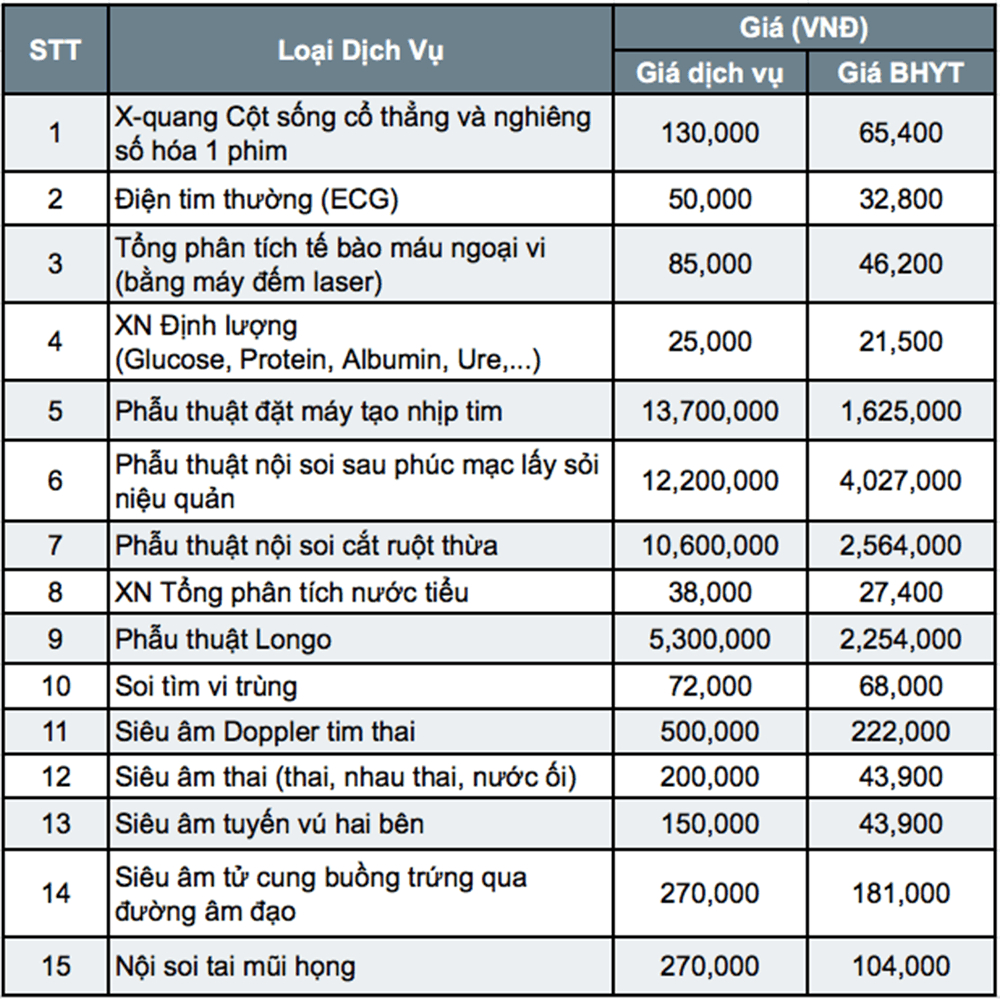 STT
Loại Dịch Vụ
Giá (VNĐ)
Giá dịch vụ
Giá BHYT
1
X-quang Cột sống cổ thẳng và nghiêng
số hóa 1 phim
130,000
65,400
2
Điện tim thường (ECG)
50,000
32,800
3
Tổng phân tích tế bào máu ngoại vi
(bằng máy đếm laser)
85,000
46,200
4
XN Định lượng
(Glucose, Protein, Albumin, Ure,...)
25,000
21,500
5
Phẫu thuật đặt máy tạo nhịp tim
13,700,000
1,625,000
6
Phẫu thuật nội soi sau phúc mạc lấy sỏi
niệu quản
12,200,000
4,027,000
7
Phẫu thuật nội soi cắt ruột thừa
10,600,000
2,564,000
8
XN Tổng phân tích nước tiểu
38,000
27,400
9
Phẫu thuật Longo
5,300,000
2,254,000
10
Soi tìm vi trùng
72,000
68,000
11
Siêu âm Doppler tim thai
500,000
222,000
12
Siêu âm thai (thai, nhau thai, nước ối)
200,000
43,900
13
Siêu âm tuyến vú hai bên
150,000
43,900
14
Siêu âm tử cung buồng trứng qua
đường âm đạo
270,000
181,000
15
Nội soi tai mũi họng
270,000
104,000